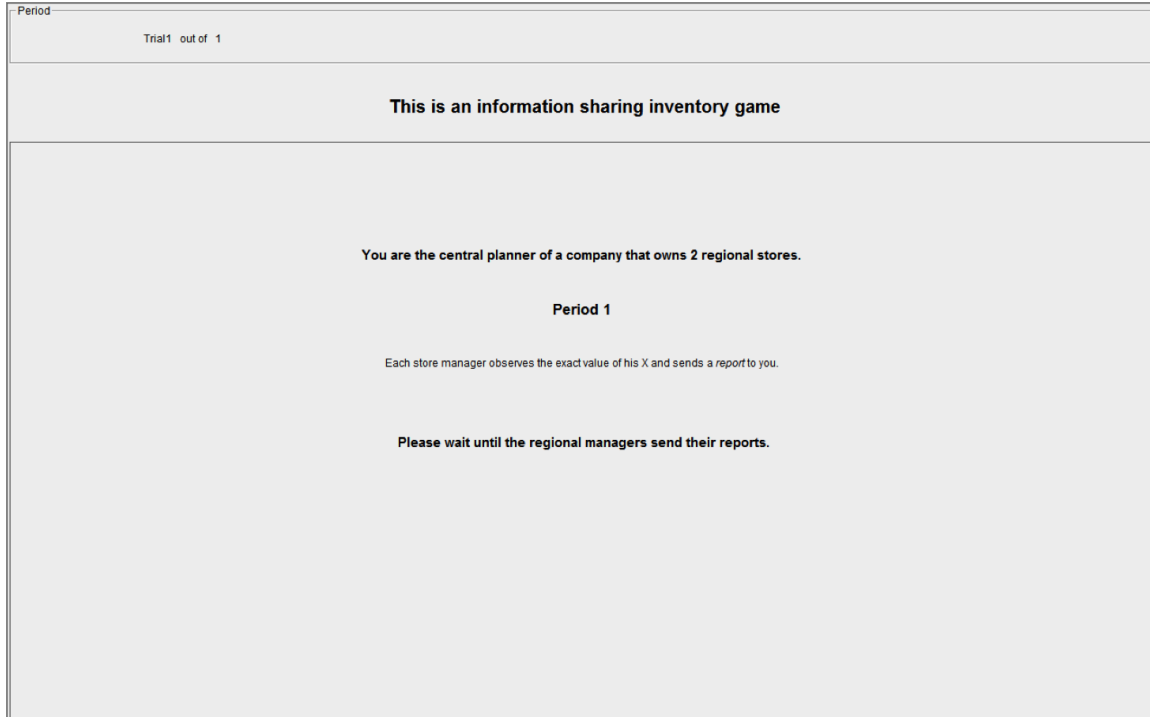 Period
Trial1 out of 1
This is an information sharing inventory game
You are the central planner of a company that owns 2 regional stores.
Period 1
Each store manager observes the exact value of his X and sends a report to you.
Please wait until the regional managers send their reports.